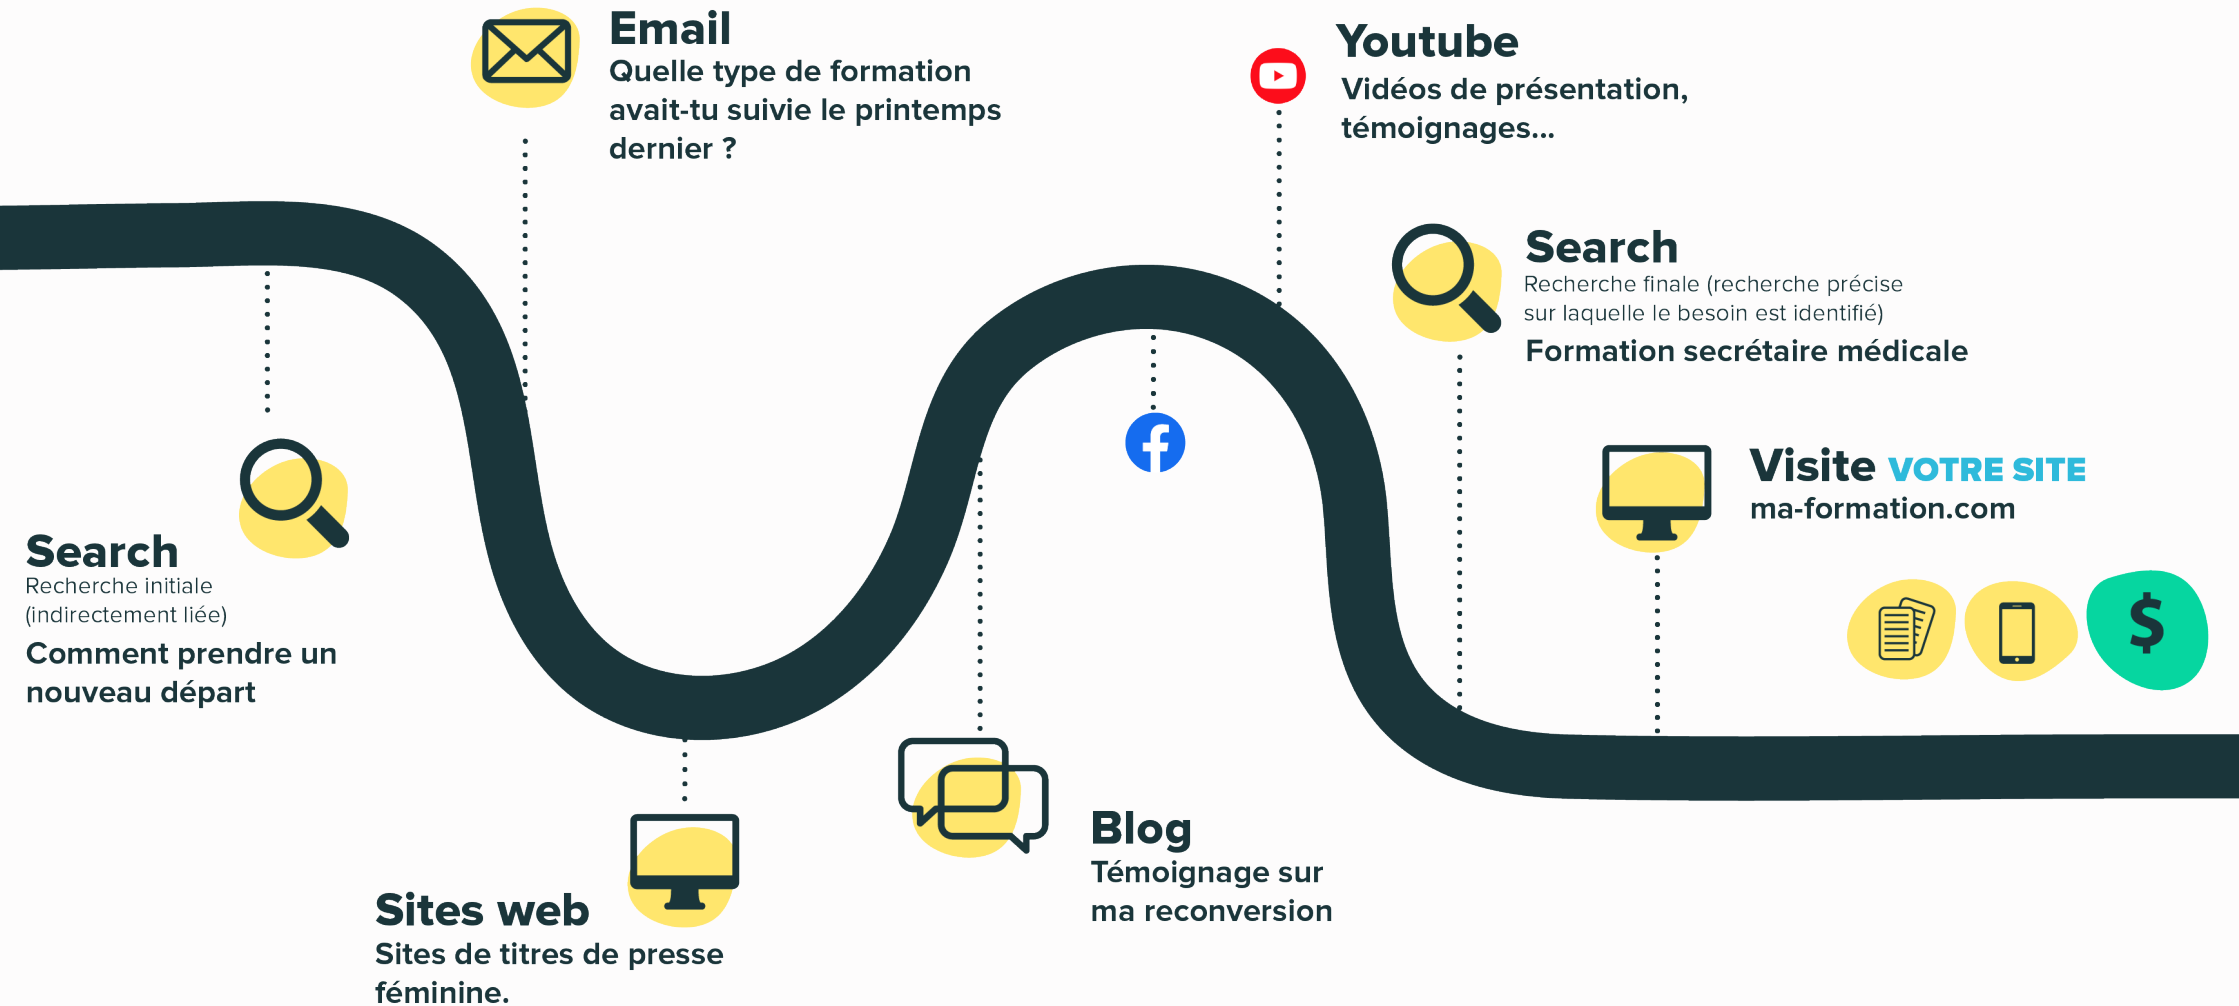 Search
Recherche initiale
(indirectement liée)
Comment prendre un
nouveau départ
Email
Quelle type de formation
avait-tu suivie le printemps
dernier ?
Sites web
Sites de titres de presse
féminine.
Blog
Témoignage sur
ma reconversion
Youtube
Vidéos de présentation,
témoignages...
Search
Recherche finale (recherche précise
sur laquelle le besoin est identifié)
Formation secrétaire médicale
Visite VOTRE SITE
ma-formation.com
$